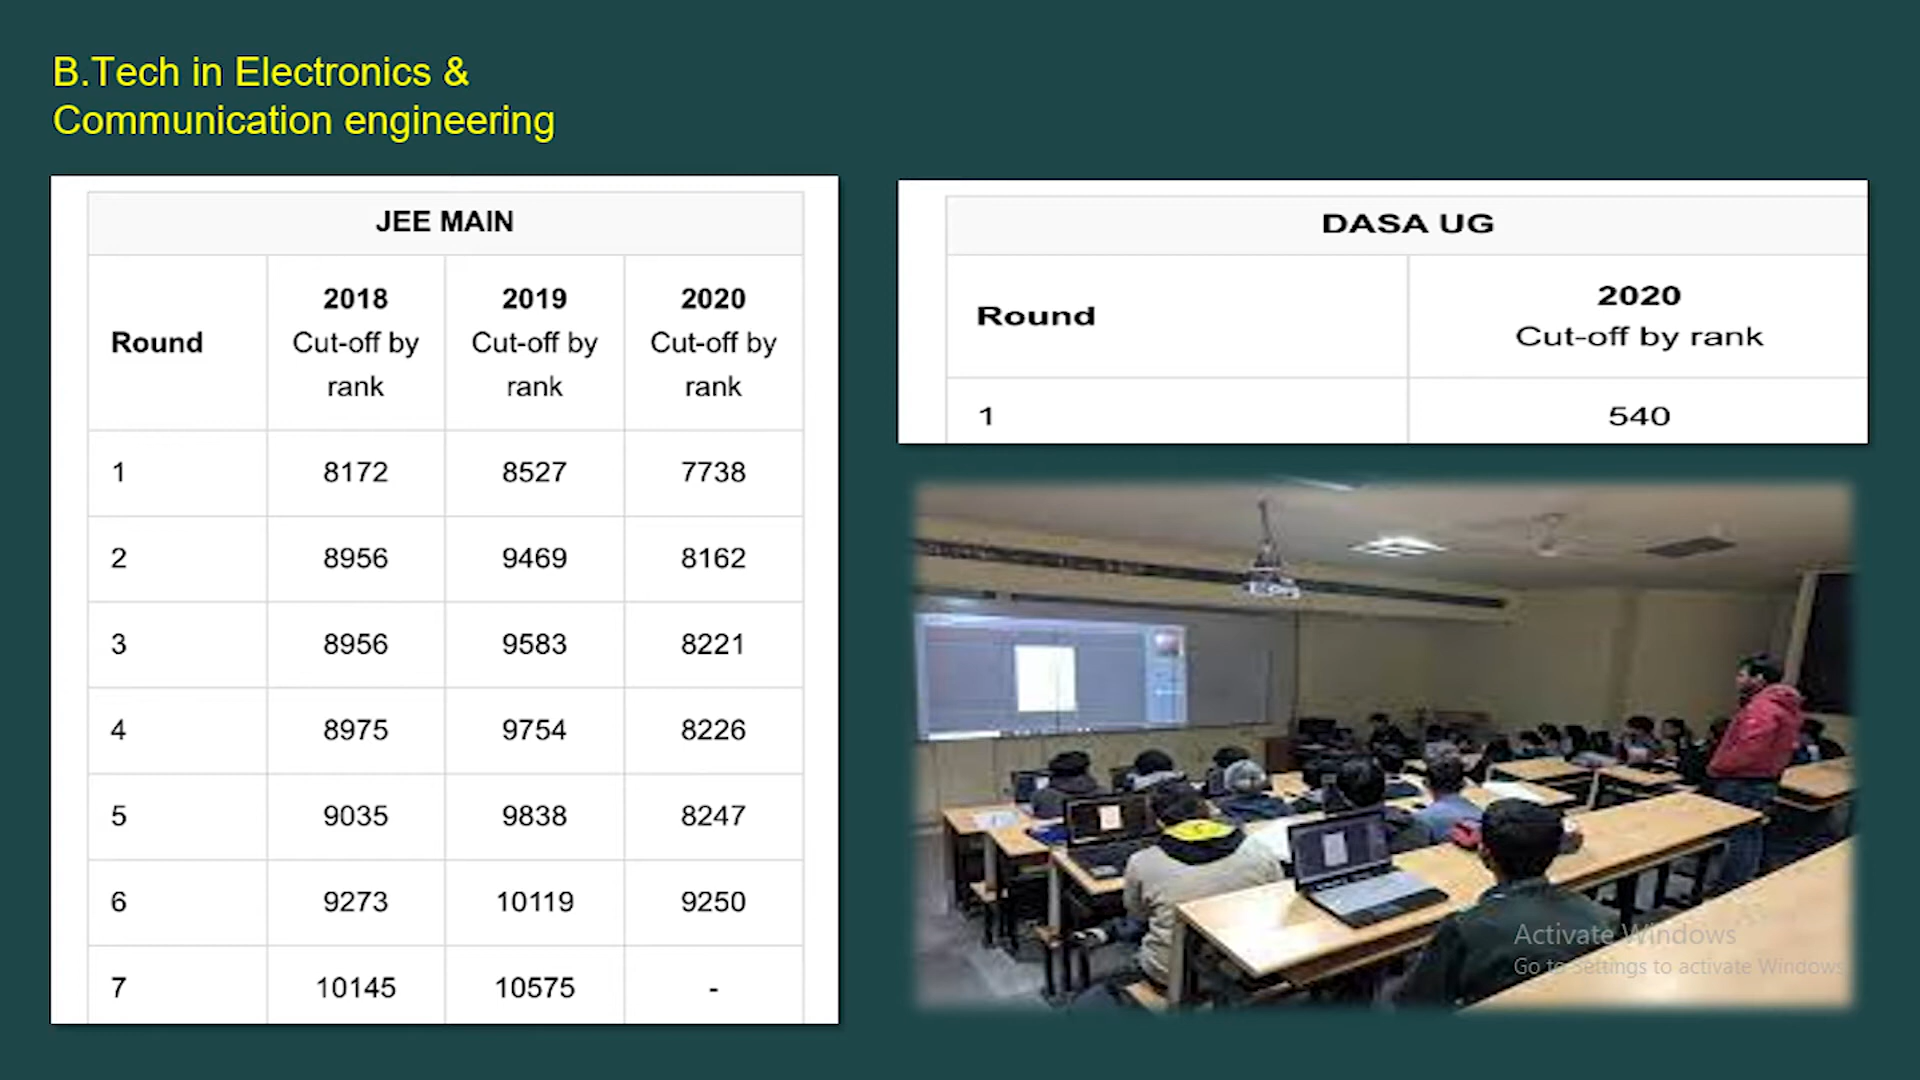 B.Tech in Electronics &
Communication engineering
JEE MAIN
Round 2018 Cut-off by rank 2019 Cut-off by rank 2020 Cut-off by rank
1 8172 8527 7738
2 8956 9469 8162
3 8956 9583 8221
4 8975 9754 8226
5 9035 9838 8247
6 9273 10119 9250
7 10145 10575 -
DASA UG
Round 2020 Cut-off by rank
1 540
Activate Windows
Go to Settings to activate Windows